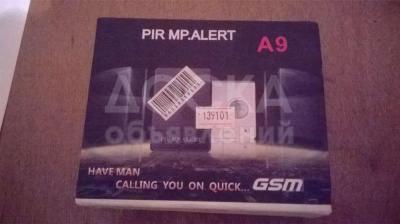 PIR MP.ALERT
A9
139101
ДОСКА
объявлений
HAVE MAN
CALLING YOU ON QUICK...
GSM